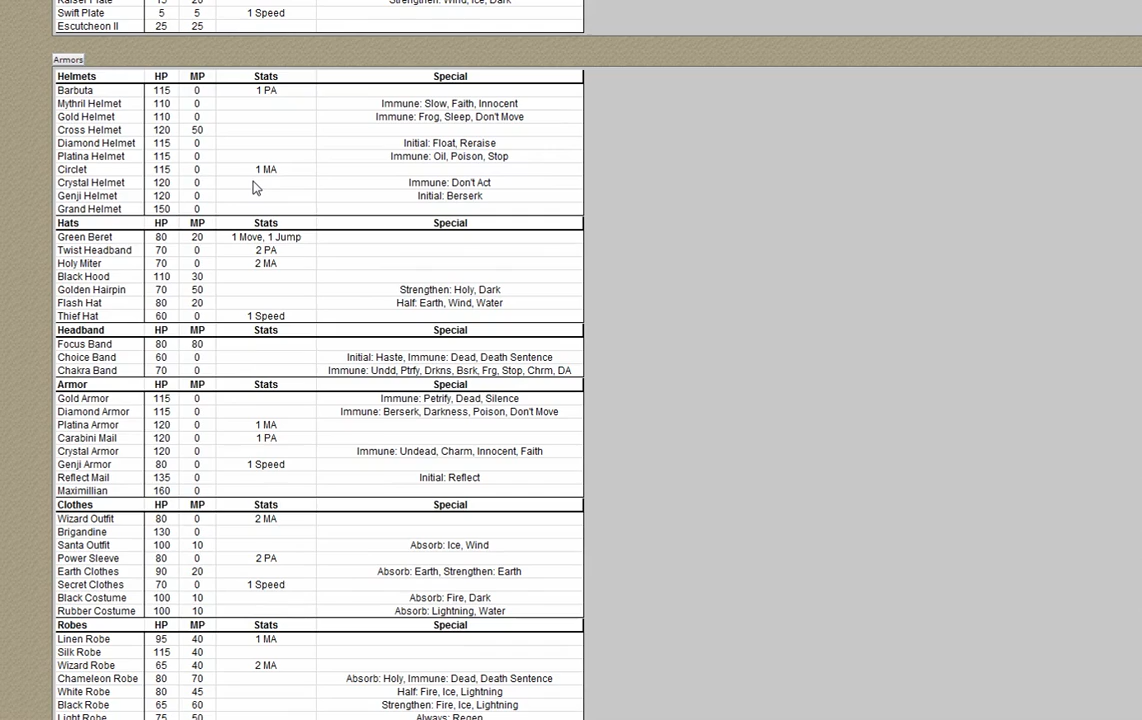 Kaiser Plate 15 20 Strengthen: Wind, Ice, Dark
Swift Plate 5 5 1 Speed
Escutcheon II 25 25
Armors
Helmets HP MP Stats Special
Barbuta 115 0 1 PA
Mythril Helmet 110 0 Immune: Slow, Faith, Innocent
Gold Helmet 110 0 Immune: Frog, Sleep, Don't Move
Cross Helmet 120 50
Diamond Helmet 115 0 Initial: Float, Reraise
Platina Helmet 115 0 Immune: Oil, Poison, Stop
Circlet 115 0 1 MA
Crystal Helmet 120 0 Immune: Don't Act
Genji Helmet 120 0 Initial: Berserk
Grand Helmet 150 0
Hats HP MP Stats Special
Green Beret 80 20 1 Move, 1 Jump
Twist Headband 70 0 2 PA
Holy Miter 70 0 2 MA
Black Hood 110 30
Golden Hairpin 70 50 Strengthen: Holy, Dark
Flash Hat 80 20 Half: Earth, Wind, Water
Thief Hat 60 0 1 Speed
Headband HP MP Stats Special
Focus Band 80 80
Choice Band 60 0 Initial: Haste, Immune: Dead, Death Sentence
Chakra Band 70 0 Immune: Undd, Ptrfy, Drkns, Bsrk, Frg, Stop, Chrm, DA
Armor HP MP Stats Special
Gold Armor 115 0 Immune: Petrify, Dead, Silence
Diamond Armor 115 0 Immune: Berserk, Darkness, Poison, Don't Move
Platina Armor 120 0 1 MA
Carabini Mail 120 0 1 PA
Crystal Armor 120 0 Immune: Undead, Charm, Innocent, Faith
Genji Armor 80 0 1 Speed
Reflect Mail 135 0 Initial: Reflect
Maximillian 160 0
Clothes HP MP Stats Special
Wizard Outfit 80 0 2 MA
Brigandine 130 0
Santa Outfit 100 10 Absorb: Ice, Wind
Power Sleeve 80 0 2 PA
Earth Clothes 90 20 Absorb: Earth, Strengthen: Earth
Secret Clothes 70 0 1 Speed
Black Costume 100 10 Absorb: Fire, Dark
Rubber Costume 100 10 Absorb: Lightning, Water
Robes HP MP Stats Special
Linen Robe 95 40 1 MA
Silk Robe 115 40
Wizard Robe 65 40 2 MA
Chameleon Robe 80 70 Absorb: Holy, Immune: Dead, Death Sentence
White Robe 80 45 Half: Fire, Ice, Lightning
Black Robe 65 60 Strengthen: Fire, Ice, Lightning
Light Robe 75 50 Always: Regen